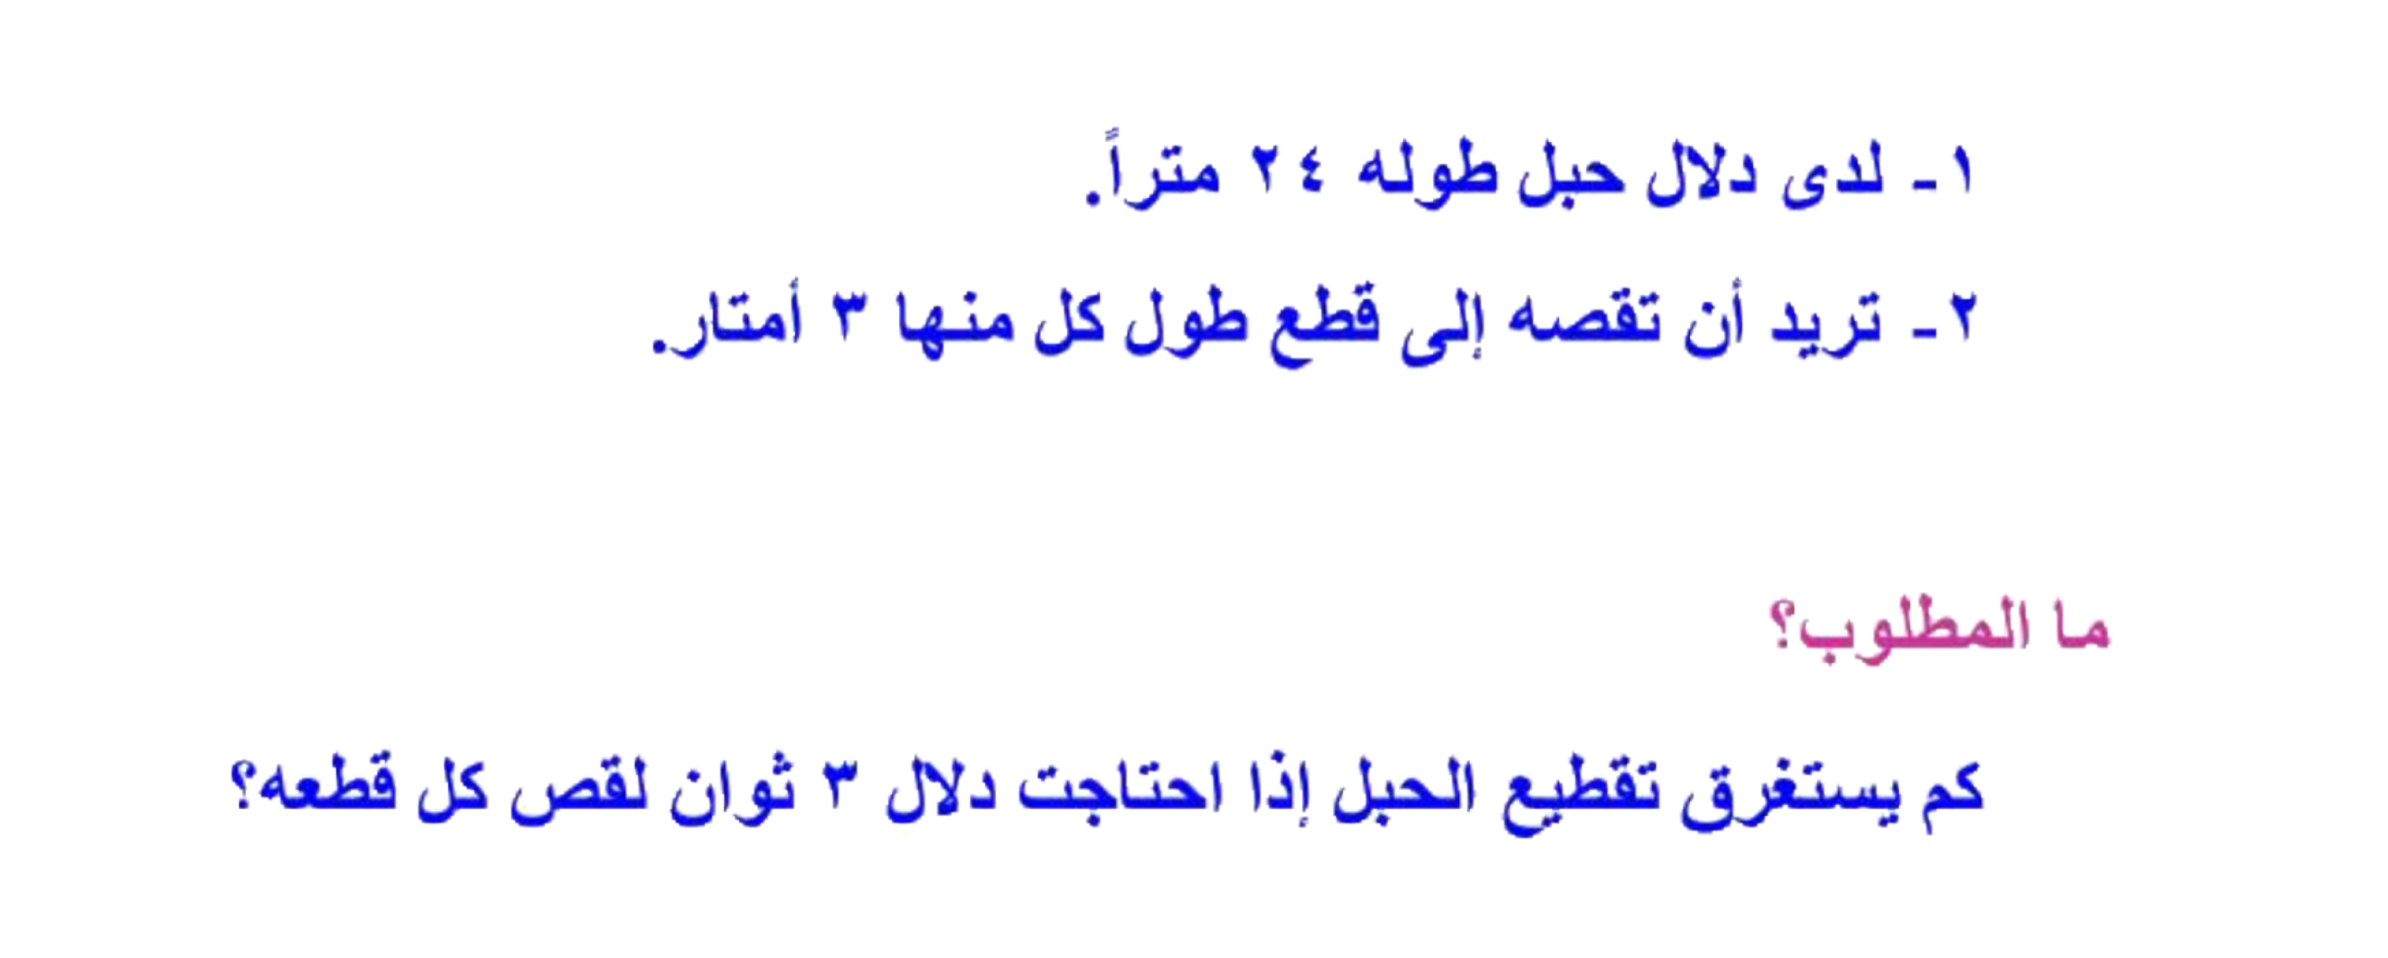 ١- لدى دلال حبل طوله ٢٤ متراً.
٢- تريد أن تقصه إلى قطع طول كل منها ٣ أمتار.
ما المطلوب؟
كم يستغرق تقطيع الحبل إذا احتاجت دلال ٣ ثوان لقص كل قطعه؟